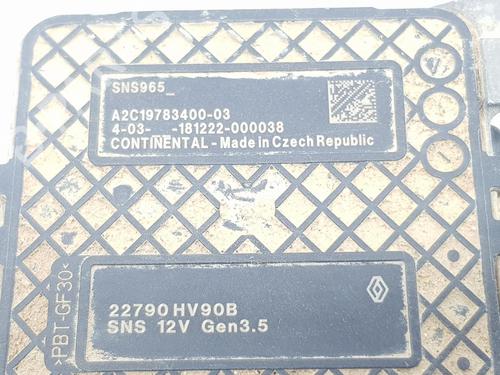 SNS965_
A2C19783400-03
4-03- -181222-000038
CONTINENTAL - Made in Czech Republic
22790 HV90B
SNS 12V Gen3.5
>PBT-GF30<